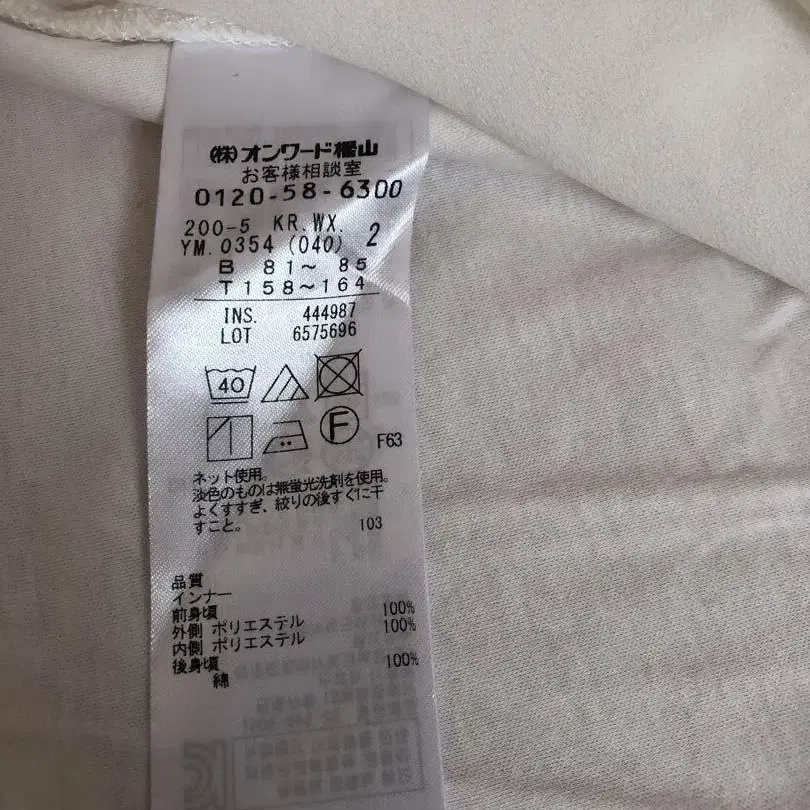 ㈱オンワード樫山
お客様相談室
0120-58-6300
200-5 KR.WX.
YM.0354 (040) 2
B 81～ 85
T 158～164
INS. 444987
LOT 6575696
40
F F63
ネット使用。
淡色のものは無蛍光洗剤を使用。
よくすすぎ、絞りの後すぐに干
すこと。 103
品質
インナー
前身頃
外側 ポリエステル 100%
内側 ポリエステル 100%
後身頃
綿 100%